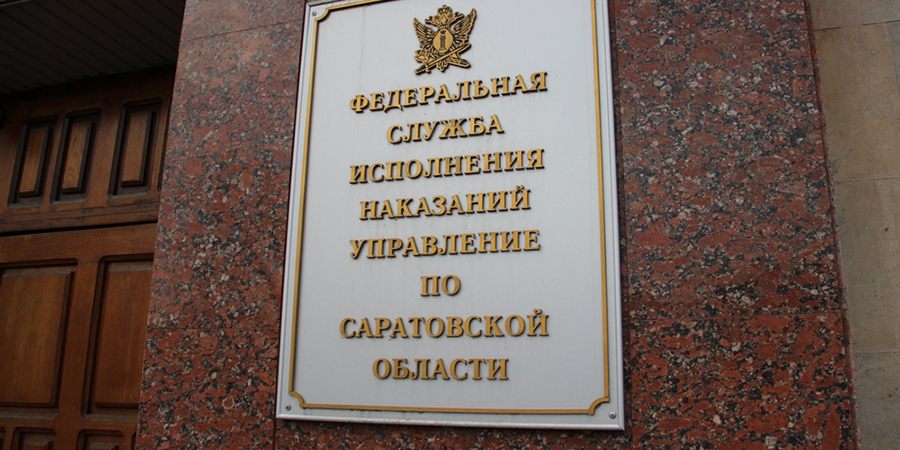 ФЕДЕРАЛЬНАЯ
СЛУЖБА
ИСПОЛНЕНИЯ
НАКАЗАНИЙ
УПРАВЛЕНИЕ
ПО
САРАТОВСКОЙ
ОБЛАСТИ